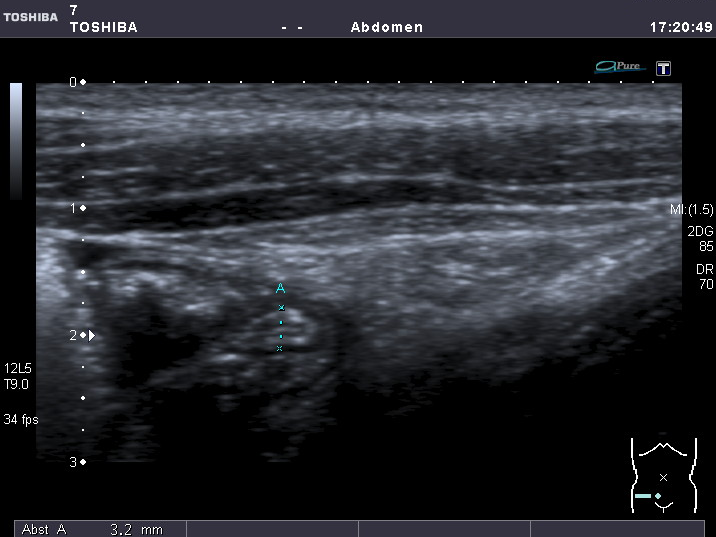 TOSHIBA
7
TOSHIBA - - Abdomen 17:20:49
aPure T
0
1
MI:(1.5)
2DG
85
DR
70
A
2
12L5
T9.0
34 fps
3
Abst A 3.2 mm